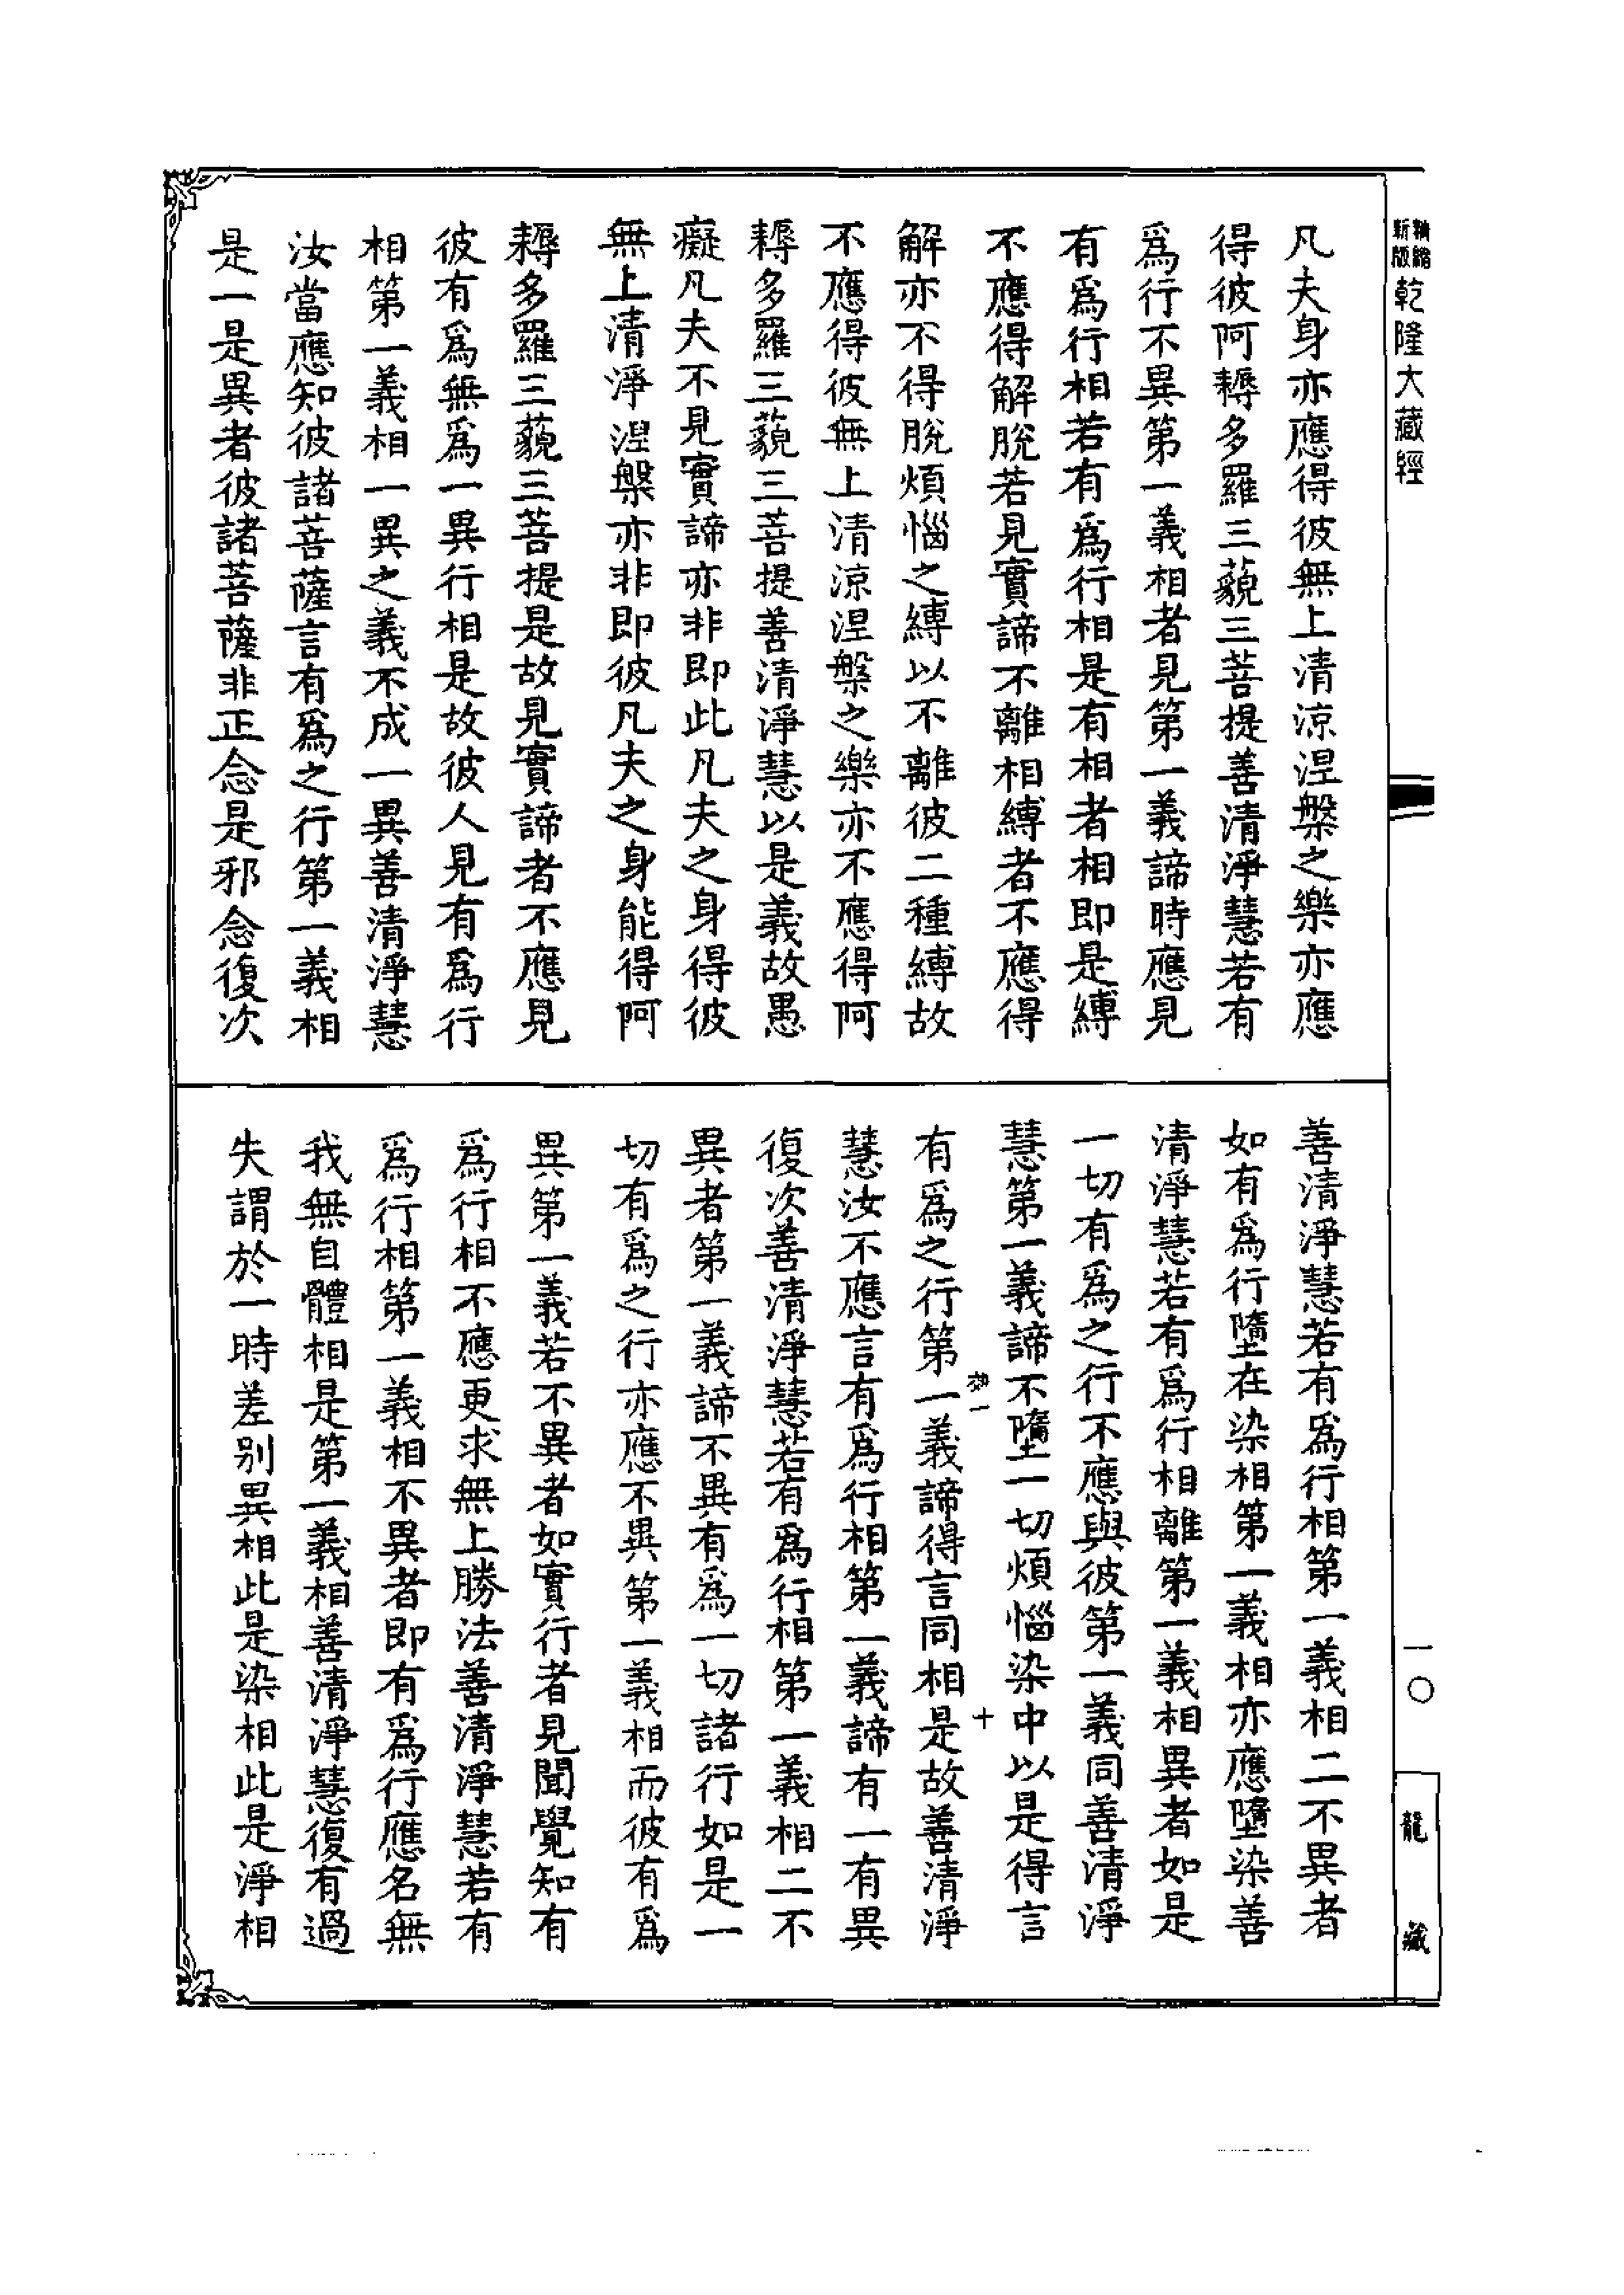 精縮
新版
乾隆大藏經
凡夫身亦應得彼無上清涼涅槃之樂亦應
得彼阿耨多羅三藐三菩提善清淨慧若有
爲行不異第一義相者見第一義諦時應見
有爲行相若有爲行相是有相者相即是縛
不應得解脫若見實諦不離相縛者不應得
解亦不得脫煩惱之縛以不離彼二種縛故
不應得彼無上清涼涅槃之樂亦不應得阿
耨多羅三藐三菩提善清淨慧以是義故愚
癡凡夫不見實諦亦非即此凡夫之身得彼
無上清淨涅槃亦非即彼凡夫之身能得阿
耨多羅三藐三菩提是故見實諦者不應見
彼有爲無爲一異行相是故彼人見有爲行
相第一義相一異之義不成一異善清淨慧
汝當應知彼諸菩薩言有爲之行第一義相
是一是異者彼諸菩薩非正念是邪念復次
善清淨慧若有爲行相第一義相二不異者
如有爲行墮在染相第一義相亦應墮染善
清淨慧若有爲行相離第一義相異者如是
一切有爲之行不應與彼第一義同善清淨
慧第一義諦不墮一切煩惱染中以是得言
有爲之行第一義諦得言同相是故善清淨
慧汝不應言有爲行相第一義諦有一有異
復次善清淨慧若有爲行相第一義相二不
異者第一義諦不異有爲一切諸行如是一
切有爲之行亦應不異第一義相而彼有爲
異第一義若不異者如實行者見聞覺知有
爲行相不應更求無上勝法善清淨慧若有
爲行相第一義相不異者即有爲行應名無
我無自體相是第一義相善清淨慧復有過
失謂於一時差別異相此是染相此是淨相
一〇
龍藏
十